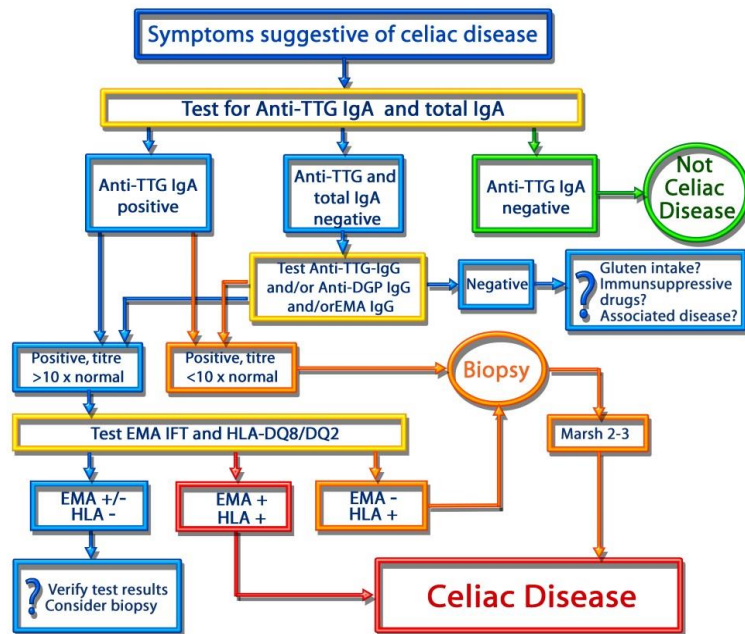 Symptoms suggestive of celiac disease
Test for Anti-TTG IgA and total IgA
Anti-TTG IgA
positive
Anti-TTG and
total IgA
negative
Anti-TTG IgA
negative
Not
Celiac
Disease
Test Anti-TTG-IgG
and/or Anti-DGP IgG
and/orEMA IgG
Negative
?
Gluten intake?
Immunsuppressive
drugs?
Associated disease?
Positive, titre
>10 x normal
Positive, titre
<10 x normal
Biopsy
Test EMA IFT and HLA-DQ8/DQ2
Marsh 2-3
EMA +/-
HLA -
EMA +
HLA +
EMA -
HLA +
?
Verify test results
Consider biopsy
Celiac Disease